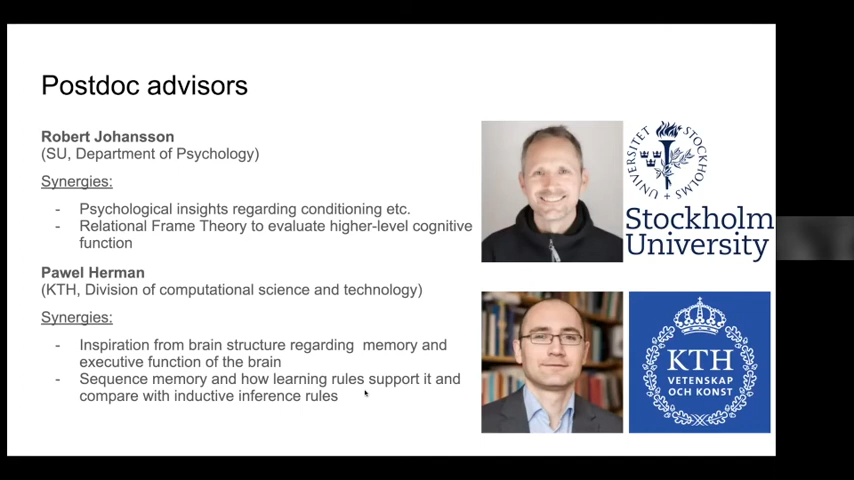 Postdoc advisors
Robert Johansson
(SU, Department of Psychology)
Synergies:
- Psychological insights regarding conditioning etc.
- Relational Frame Theory to evaluate higher-level cognitive
function
Pawel Herman
(KTH, Division of computational science and technology)
Synergies:
- Inspiration from brain structure regarding memory and
executive function of the brain
- Sequence memory and how learning rules support it and
compare with inductive inference rules
STOCKHOLMS UNIVERSITET
Stockholm
University
KTH
VETENSKAP
OCH KONST